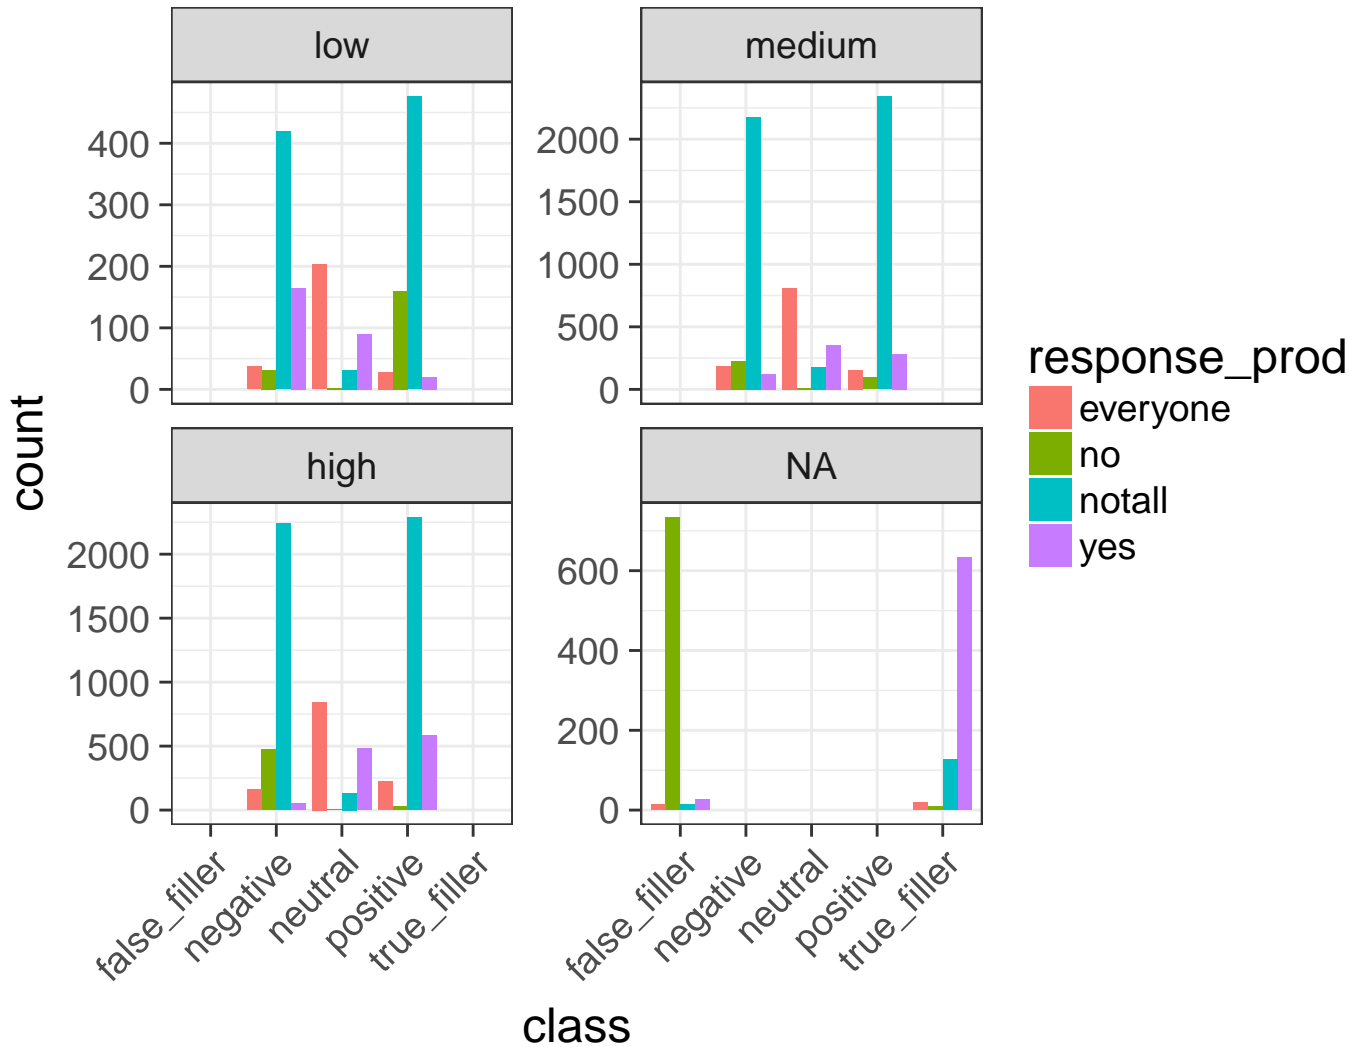 low
medium
400
300
200
100
0
2000
1500
1000
500
0
high
NA
2000
1500
1000
500
0
600
400
200
0
false_filler
negative
neutral
positive
true_filler
false_filler
negative
neutral
positive
true_filler
class
count
response_prod
everyone
no
notall
yes